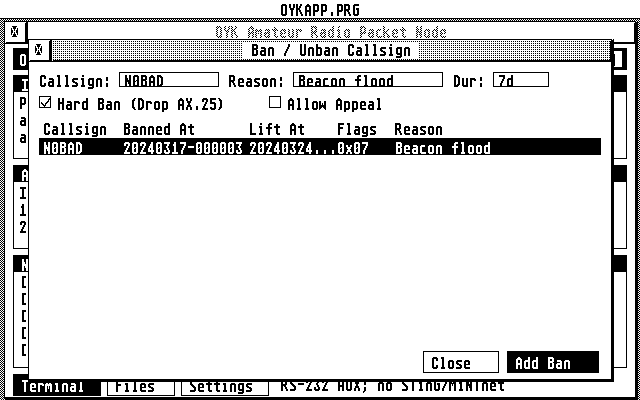 OYKAPP.PRG
OYK Amateur Radio Packet Node
Ban / Unban Callsign
Callsign: N0BAD Reason: Beacon flood Dur: 7d
Hard Ban (Drop AX.25) Allow Appeal
Callsign Banned At Lift At Flags Reason
N0BAD 20240317-000003 20240324...0x07 Beacon flood
Close Add Ban
Terminal Files Settings RS-232 AUX; no STinG/MiNTnet